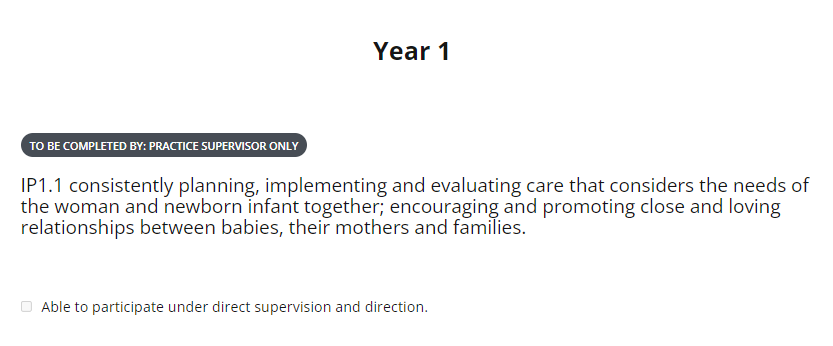 Year 1
TO BE COMPLETED BY: PRACTICE SUPERVISOR ONLY
IP1.1 consistently planning, implementing and evaluating care that considers the needs of
the woman and newborn infant together; encouraging and promoting close and loving
relationships between babies, their mothers and families.
Able to participate under direct supervision and direction.